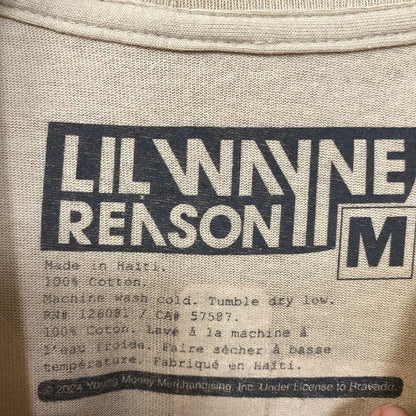 LIL WAYNE
REASON
M
Made in Haiti.
100% Cotton.
Machine wash cold. Tumble dry low.
RN# 126081 / CA# 57587.
100% Coton. Lavé à la machine à
l'eau froide. Faire sécher à basse
température. Fabriqué en Haïti.
© 2024 Young Money Merchandising, Inc. Under License to Bravado.